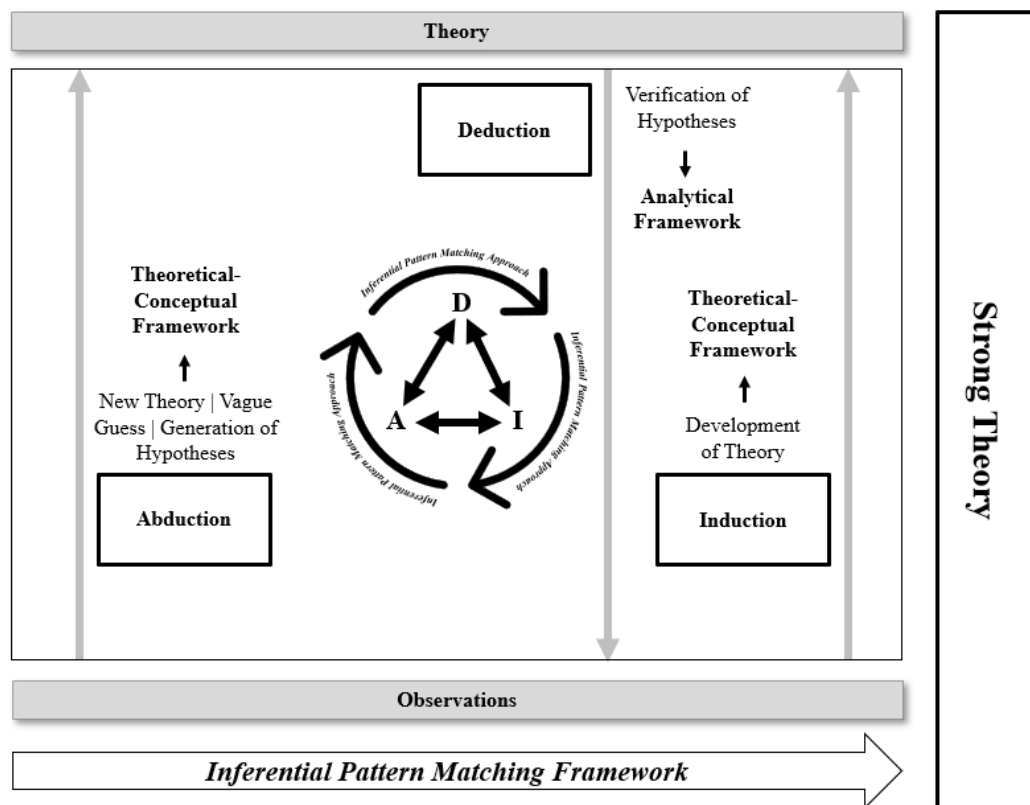 Theory
Deduction
Verification of
Hypotheses
Analytical
Framework
Theoretical-
Conceptual
Framework
New Theory | Vague
Guess | Generation of
Hypotheses
Abduction
Inferential Pattern Matching Approach
Inferential Pattern Matching Approach
Inferential Pattern Matching Approach
D
A
I
Theoretical-
Conceptual
Framework
Development
of Theory
Induction
Observations
Inferential Pattern Matching Framework
Strong Theory